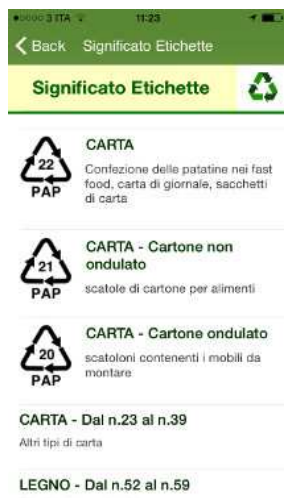 3 ITA 11:23
Back Significato Etichette
Significato Etichette
22
PAP
CARTA
Confezione delle patatine nei fast
food, carta di giornale, sacchetti
di carta
21
PAP
CARTA - Cartone non
ondulato
scatole di cartone per alimenti
20
PAP
CARTA - Cartone ondulato
scatoloni contenenti i mobili da
montare
CARTA - Dal n.23 al n.39
Altri tipi di carta
LEGNO - Dal n.52 al n.59